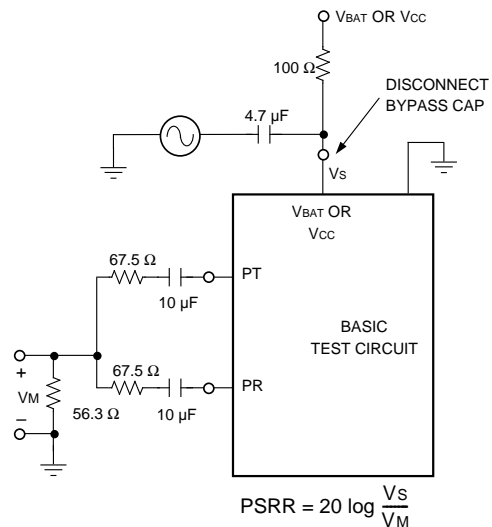 VBAT OR VCC
100 Ω
DISCONNECT
BYPASS CAP
4.7 µF
VS
VBAT OR
VCC
67.5 Ω
PT
10 µF
BASIC
TEST CIRCUIT
67.5 Ω
+
PR
VM
56.3 Ω
10 µF
–
PSRR = 20 log VS
VM